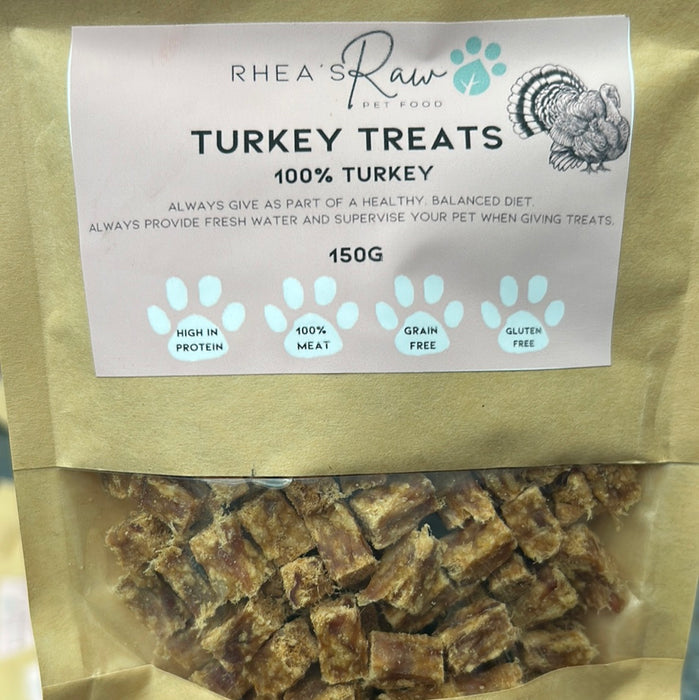 RHEA'S Raw
PET FOOD
TURKEY TREATS
100% TURKEY
ALWAYS GIVE AS PART OF A HEALTHY. BALANCED DIET.
ALWAYS PROVIDE FRESH WATER AND SUPERVISE YOUR PET WHEN GIVING TREATS.
150G
HIGH IN
PROTEIN
100%
MEAT
GRAIN
FREE
GLUTEN
FREE